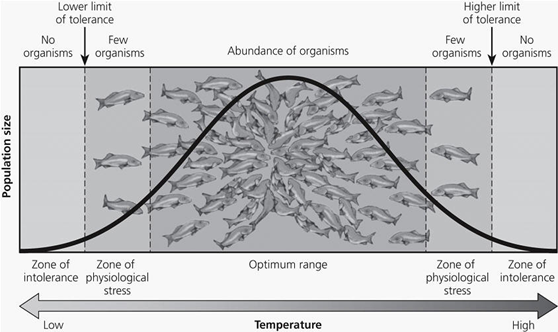 Lower limit
of tolerance
Higher limit
of tolerance
No
organisms
Few
organisms
Abundance of organisms
Few
organisms
No
organisms
Population size
Zone of
intolerance
Zone of
physiological
stress
Optimum range
Zone of
physiological
stress
Zone of
intolerance
Low
Temperature
High